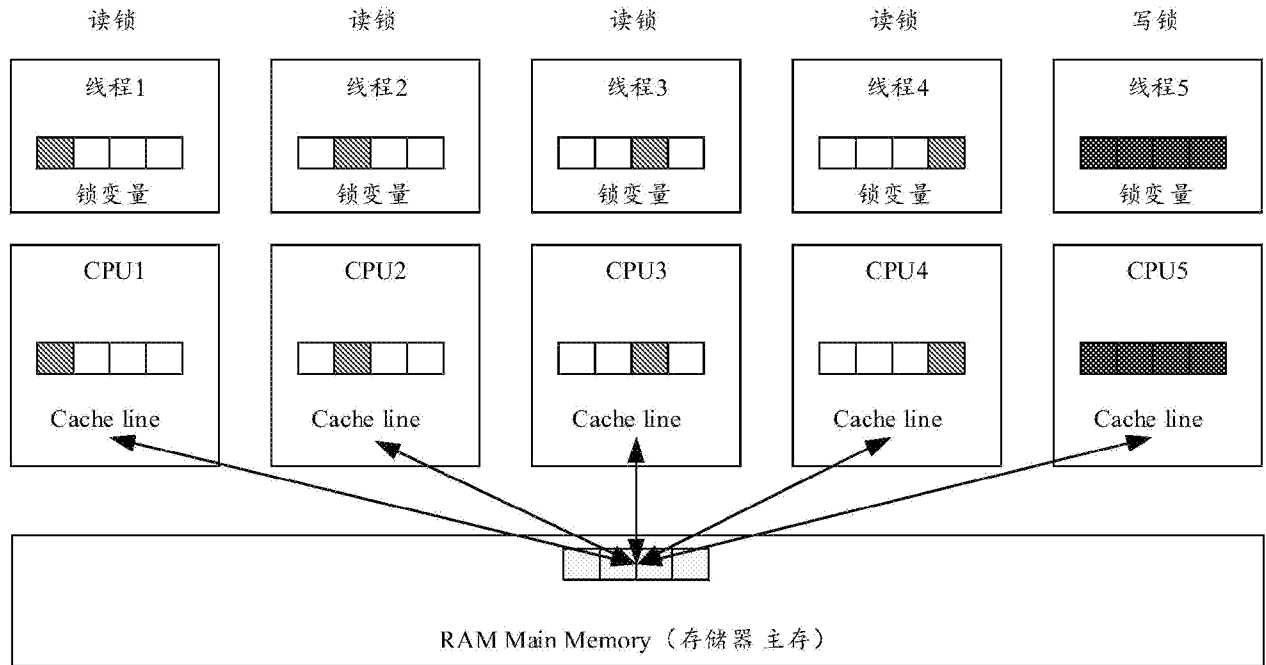 读锁 读锁 读锁 读锁 写锁
线程1 线程2 线程3 线程4 线程5
锁变量 锁变量 锁变量 锁变量 锁变量
CPU1 CPU2 CPU3 CPU4 CPU5
Cache line Cache line Cache line Cache line Cache line
RAM Main Memory（存储器 主存）